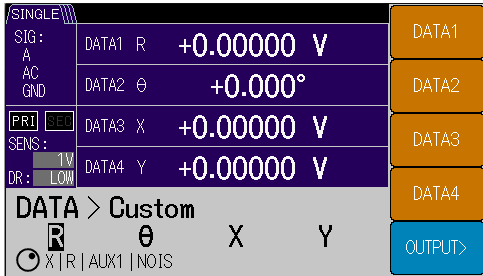 SINGLE
SIG:
A
AC
GND
PRI SEC
SENS:
1V
DR: LOW
DATA1 R +0.00000 V
DATA2 θ +0.000°
DATA3 X +0.00000 V
DATA4 Y +0.00000 V
DATA > Custom
R θ X Y
X | R | AUX1 | NOIS
DATA1
DATA2
DATA3
DATA4
OUTPUT>